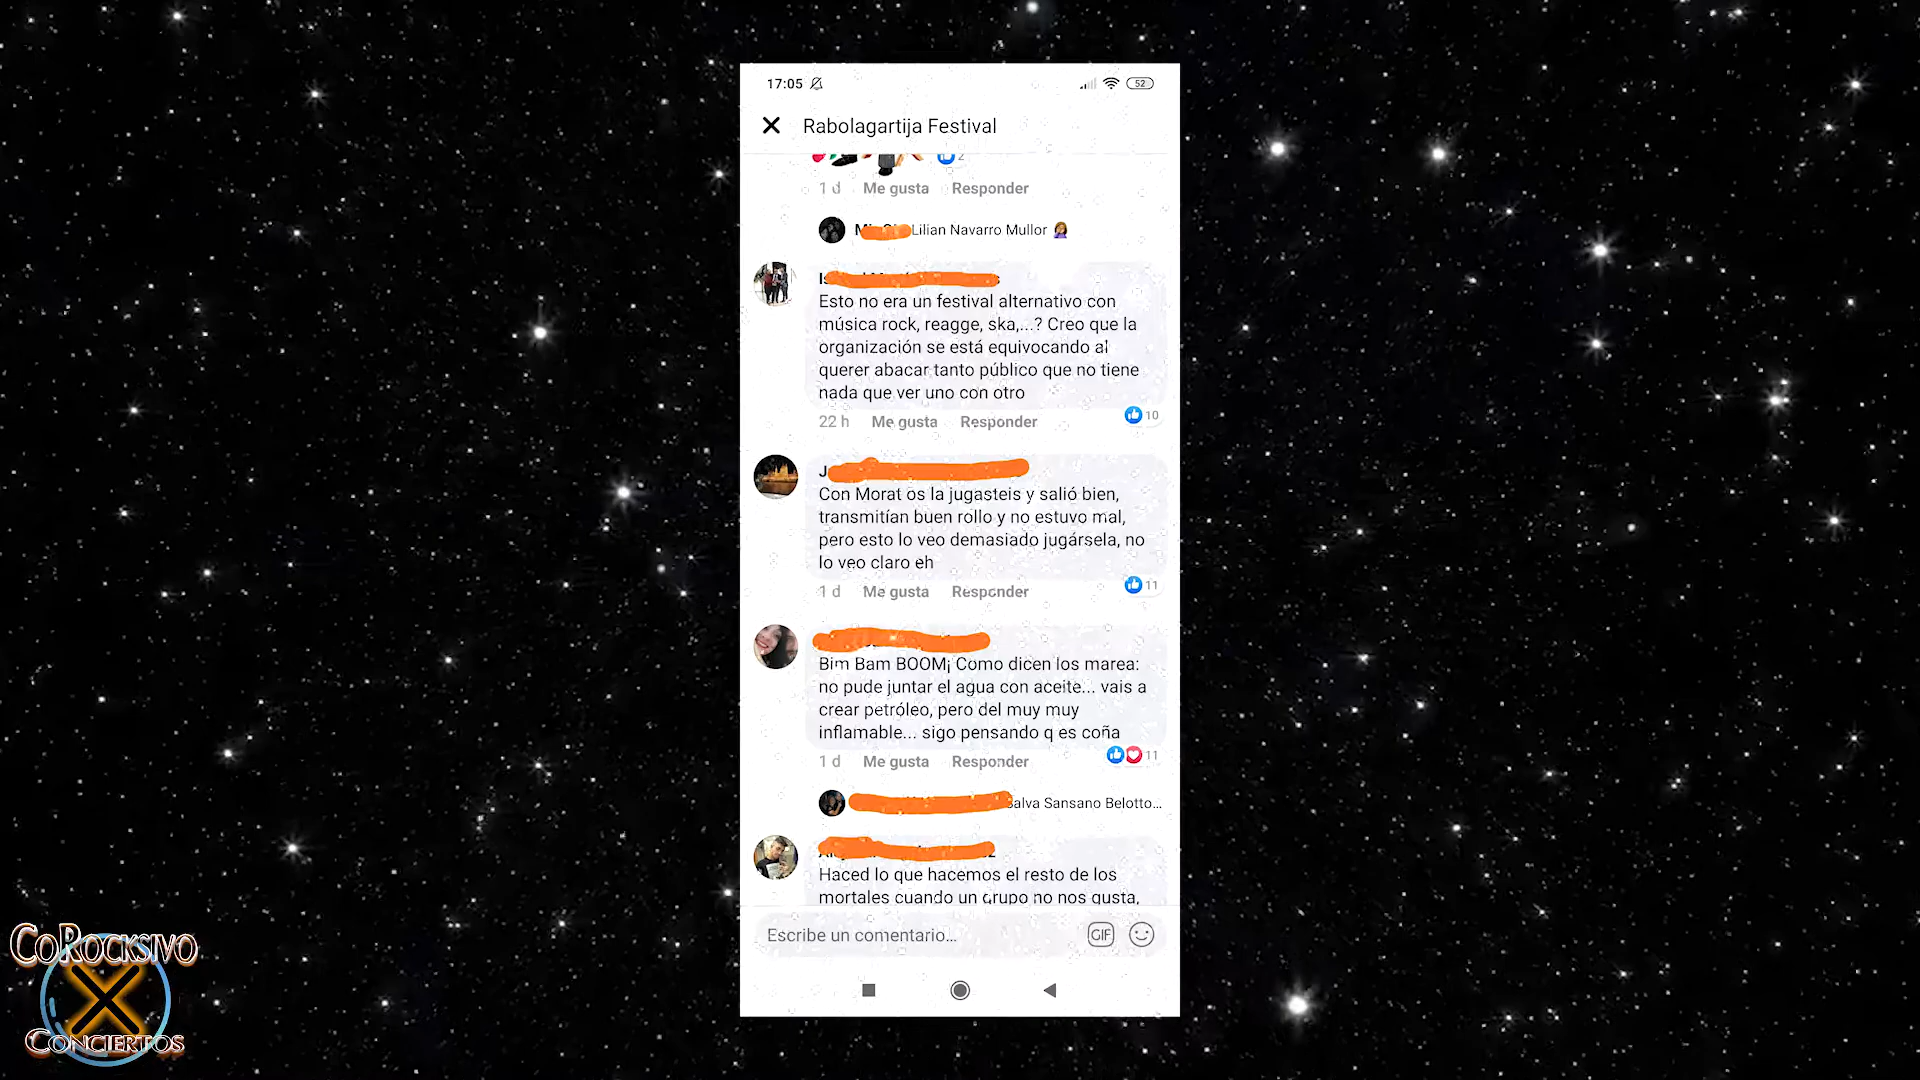 17:05
52
Rabolagartija Festival
2
1 d Me gusta Responder
Lilian Navarro Mullor
Esto no era un festival alternativo con
música rock, reagge, ska,...? Creo que la
organización se está equivocando al
querer abacar tanto público que no tiene
nada que ver uno con otro
10
22 h Me gusta Responder
Con Morat os la jugasteis y salió bien,
transmitían buen rollo y no estuvo mal,
pero esto lo veo demasiado jugársela, no
lo veo claro eh
11
1 d Me gusta Responder
Bim Bam BOOM¡ Como dicen los marea:
no pude juntar el agua con aceite... vais a
crear petróleo, pero del muy muy
inflamable... sigo pensando q es coña
11
1 d Me gusta Responder
Salva Sansano Belotto...
Haced lo que hacemos el resto de los
mortales cuando un grupo no nos gusta,
Escribe un comentario...
GIF
CoRocksivo
Conciertos